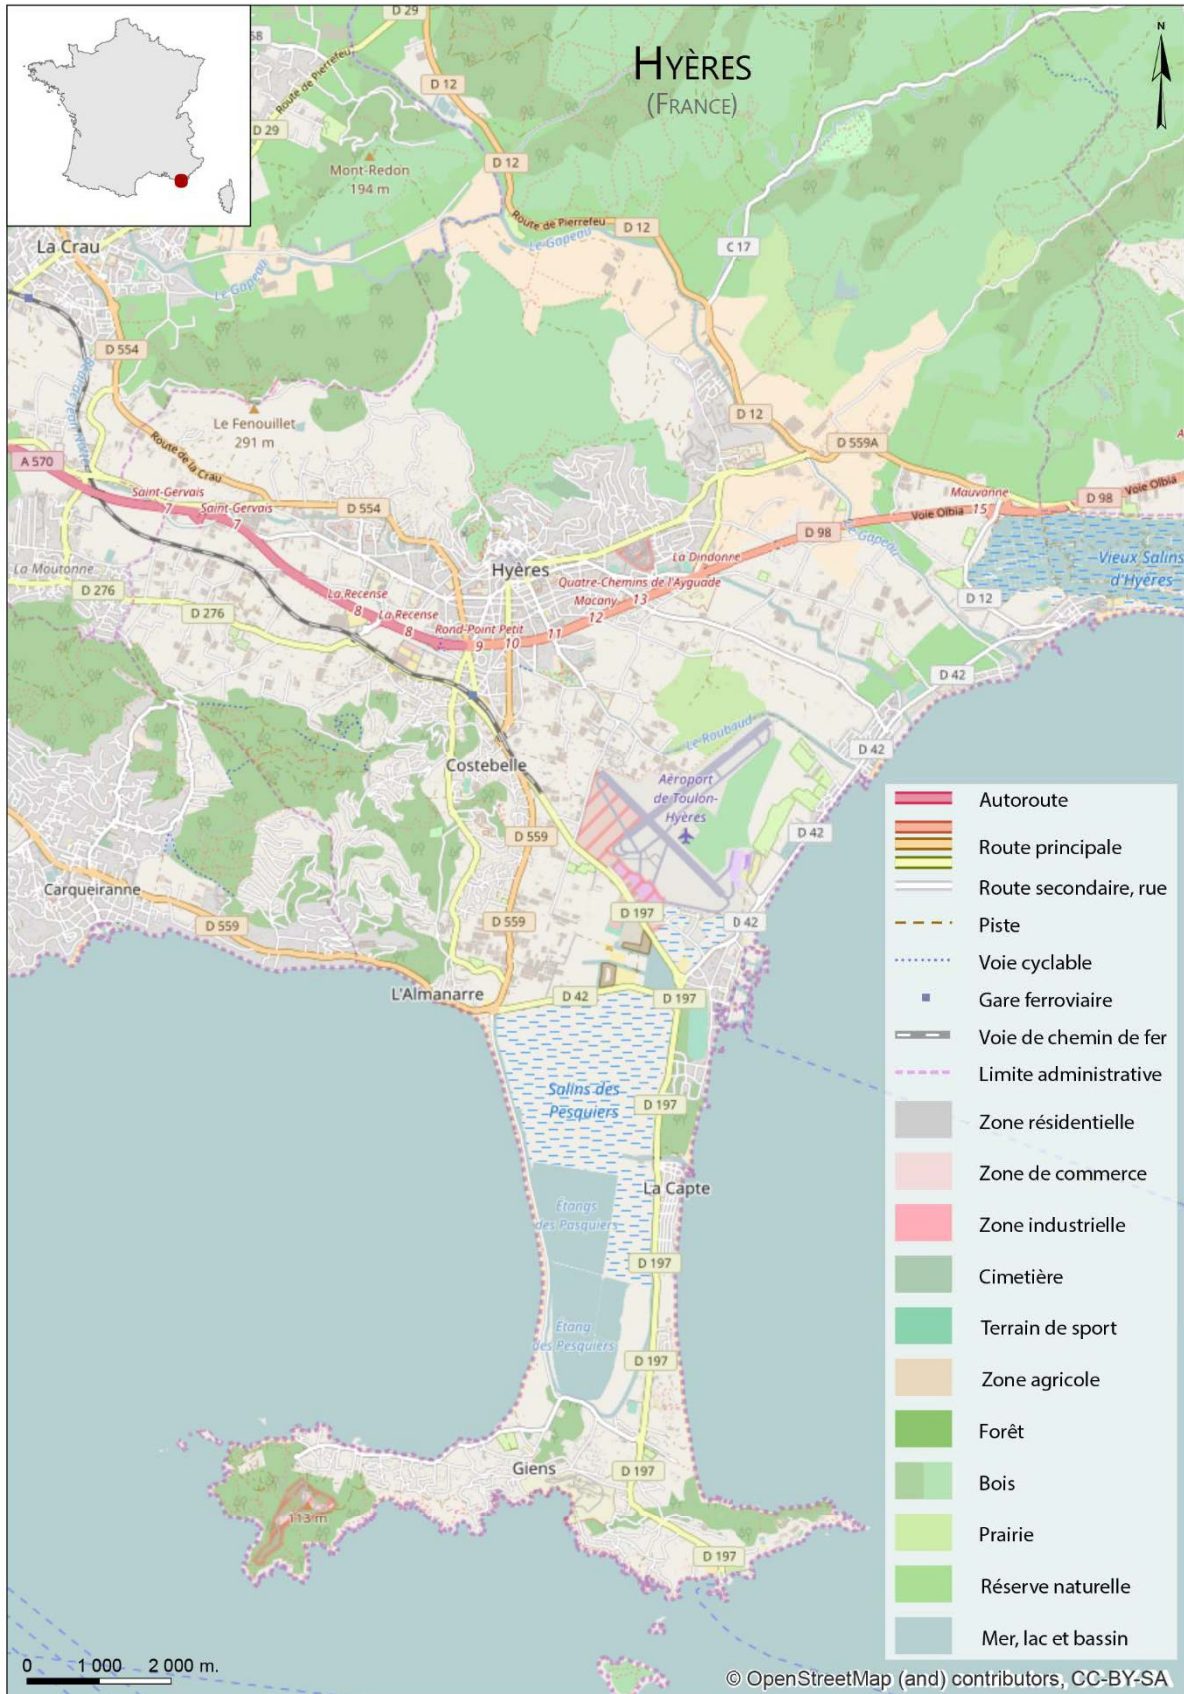 HYÈRES
(FRANCE)
N
D 29
58
D 12
Route de Pierrefeu
D 29
Mont-Redon
194 m
D 12
Route de Pierrefeu
D 12
Le Gapeau
C 17
La Crau
Le Gapeau
D 554
Le Fenouillet
291 m
D 12
Route de la Crau
D 559A
A 570
Saint-Gervais
7
Saint-Gervais
7
D 554
Mauvanne
15
D 98
Voie Olbia
Voie Olbia
D 98
Le Gapeau
Vieux Salins
d'Hyères
La Moutonne
Hyères
La Dindonne
Quatre-Chemins de l'Ayguade
13
D 276
La Recense
8
Macany
12
D 12
D 276
La Recense
8
Rond-Point Petit
9
10
11
D 42
Le Roubaud
D 42
Costebelle
Aéroport
de Toulon-
Hyères
D 559
D 42
Carqueiranne
D 559
D 559
D 197
D 42
L'Almanarre
D 42
D 197
Salins des
Pesquiers
D 197
La Capte
Étangs
des Pasquiers
D 197
Étang
des Pesquiers
D 197
Giens
D 197
113 m
D 197
Autoroute
Route principale
Route secondaire, rue
Piste
Voie cyclable
Gare ferroviaire
Voie de chemin de fer
Limite administrative
Zone résidentielle
Zone de commerce
Zone industrielle
Cimetière
Terrain de sport
Zone agricole
Forêt
Bois
Prairie
Réserve naturelle
Mer, lac et bassin
0 1 000 2 000 m.
© OpenStreetMap (and) contributors, CC-BY-SA